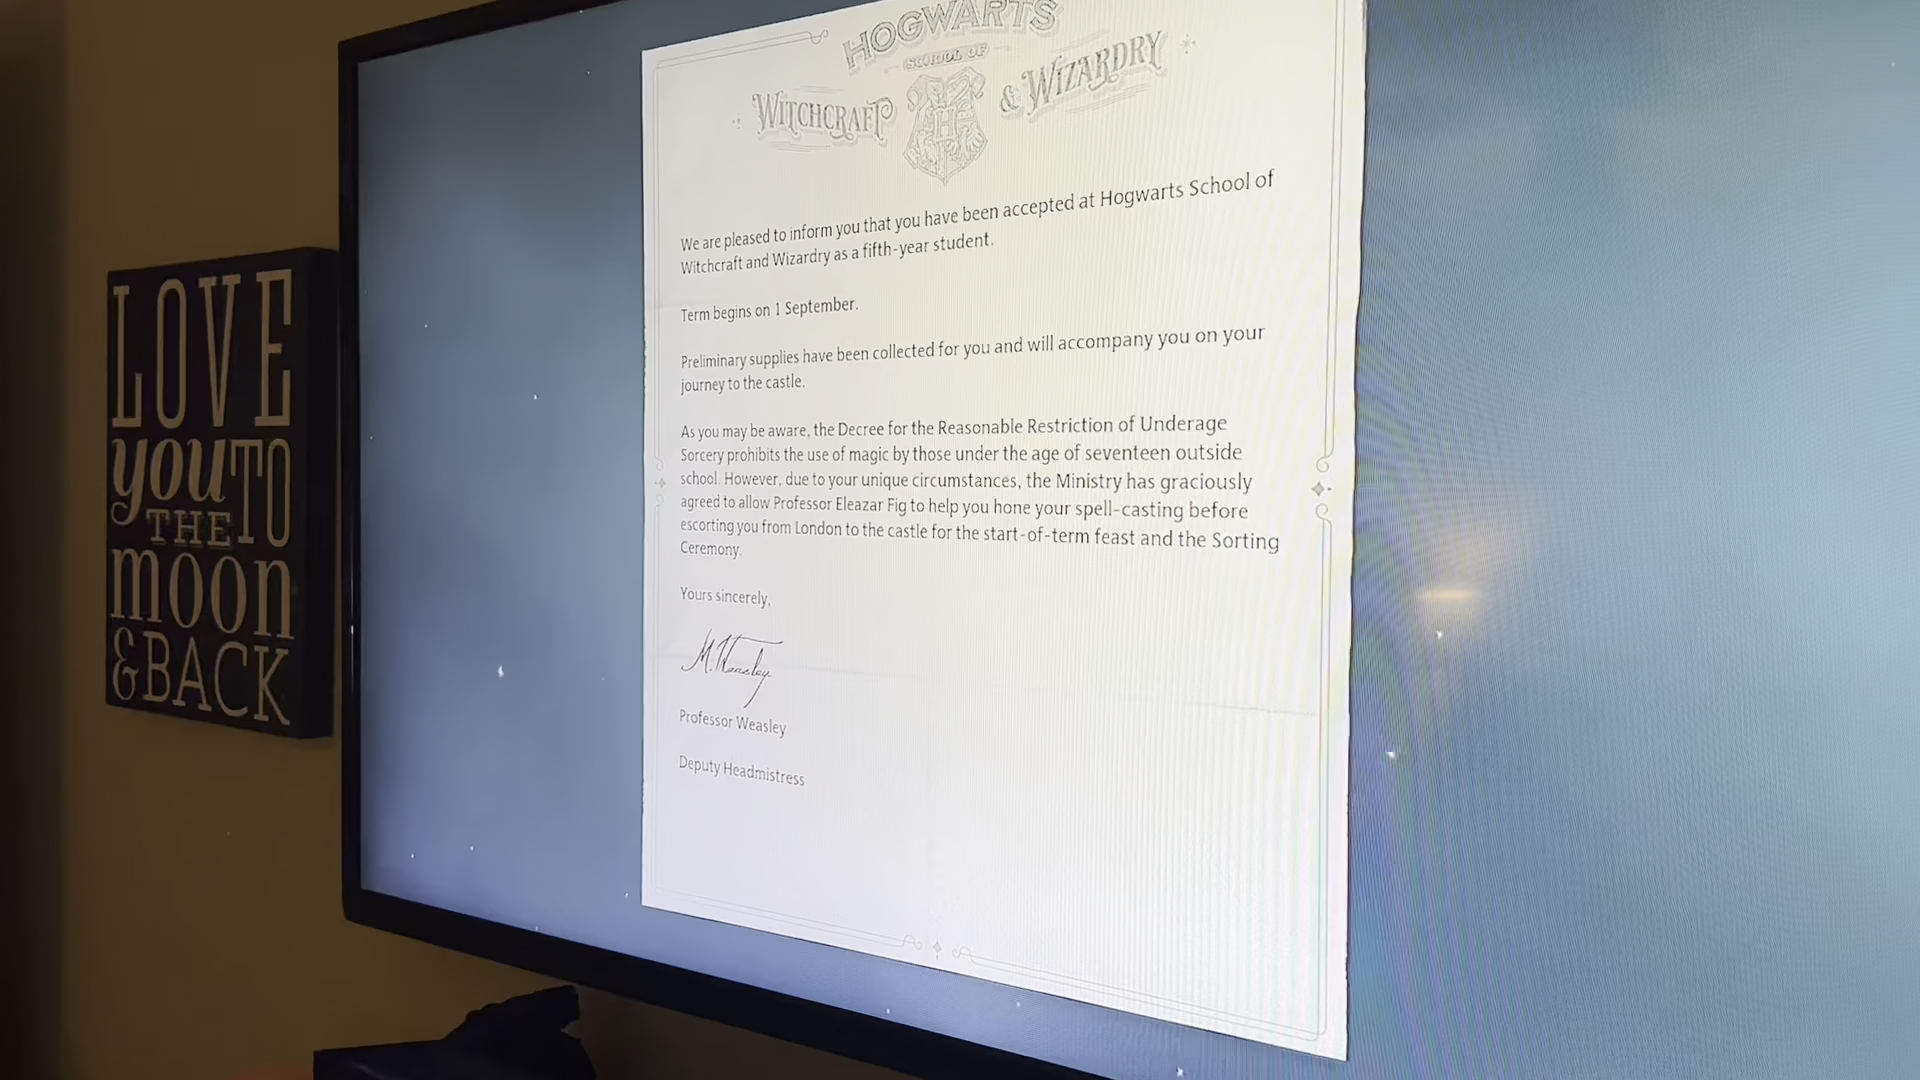 LOVE
you TO
THE
moon
& BACK
HOGWARTS
SCHOOL OF
WITCHCRAFT & WIZARDRY
H
We are pleased to inform you that you have been accepted at Hogwarts School of
Witchcraft and Wizardry as a fifth-year student.
Term begins on 1 September.
Preliminary supplies have been collected for you and will accompany you on your
journey to the castle.
As you may be aware, the Decree for the Reasonable Restriction of Underage
Sorcery prohibits the use of magic by those under the age of seventeen outside
school. However, due to your unique circumstances, the Ministry has graciously
agreed to allow Professor Eleazar Fig to help you hone your spell-casting before
escorting you from London to the castle for the start-of-term feast and the Sorting
Ceremony.
Yours sincerely,
M. Weasley
Professor Weasley
Deputy Headmistress